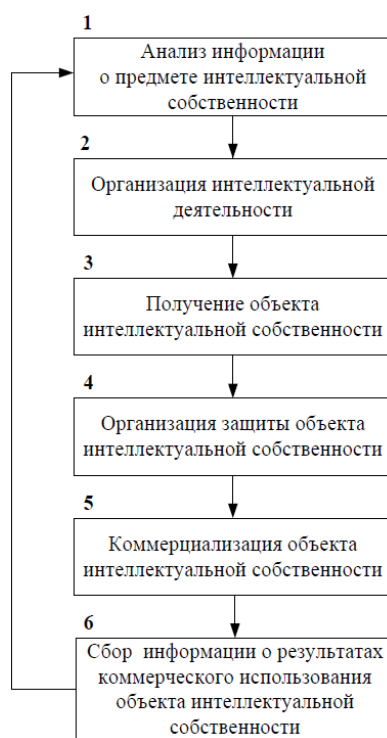 1
Анализ информации
о предмете интеллектуальной
собственности
2
Организация интеллектуальной
деятельности
3
Получение объекта
интеллектуальной собственности
4
Организация защиты объекта
интеллектуальной собственности
5
Коммерциализация объекта
интеллектуальной собственности
6
Сбор информации о результатах
коммерческого использования
объекта интеллектуальной
собственности